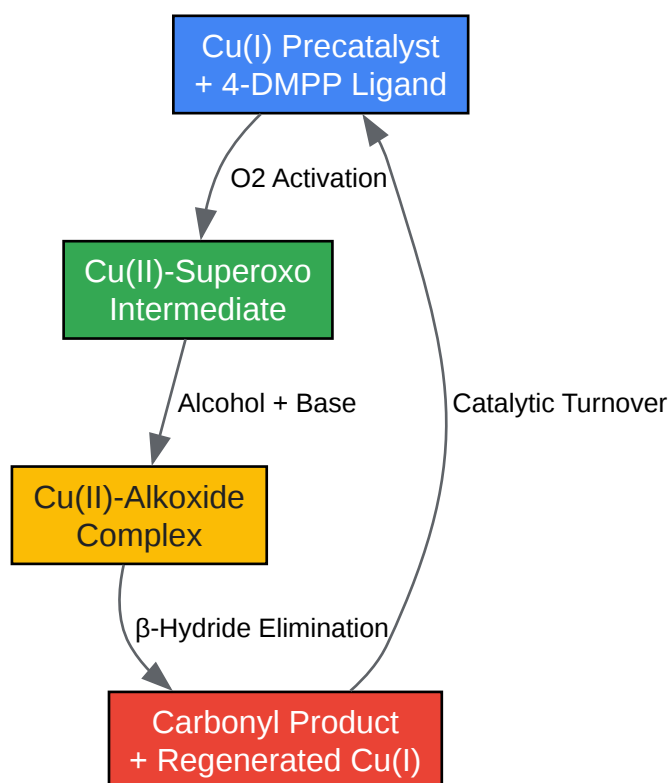 Cu(I) Precatalyst
+ 4-DMPP Ligand
O2 Activation
Cu(II)-Superoxo
Intermediate
Alcohol + Base
Catalytic Turnover
Cu(II)-Alkoxide
Complex
β-Hydride Elimination
Carbonyl Product
+ Regenerated Cu(I)